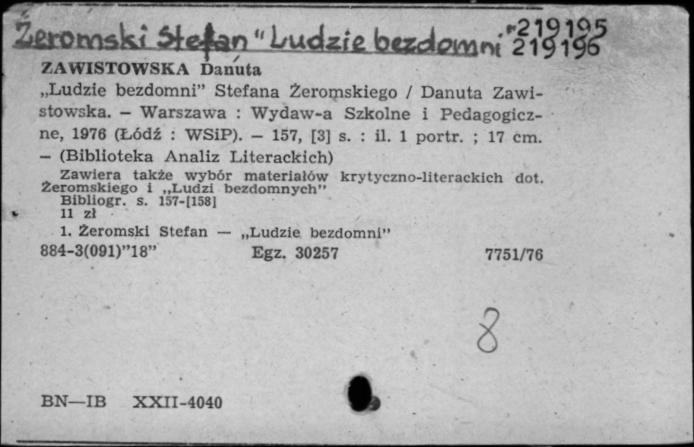 Żeromski Stefan "Ludzie bezdomni" 219195
219196
ZAWISTOWSKA Danuta
„Ludzie bezdomni” Stefana Żeromskiego / Danuta Zawi-
stowska. — Warszawa : Wydaw-a Szkolne i Pedagogicz-
ne, 1976 (Łódź : WSiP). — 157, [3] s. : il. 1 portr. ; 17 cm.
— (Biblioteka Analiz Literackich)
Zawiera także wybór materiałów krytyczno-literackich dot.
Żeromskiego i „Ludzi bezdomnych”
Bibliogr. s. 157-[158]
11 zł
1. Żeromski Stefan — „Ludzie bezdomni”
884-3(091)”18” Egz. 30257 7751/76
8
BN—IB XXII-4040